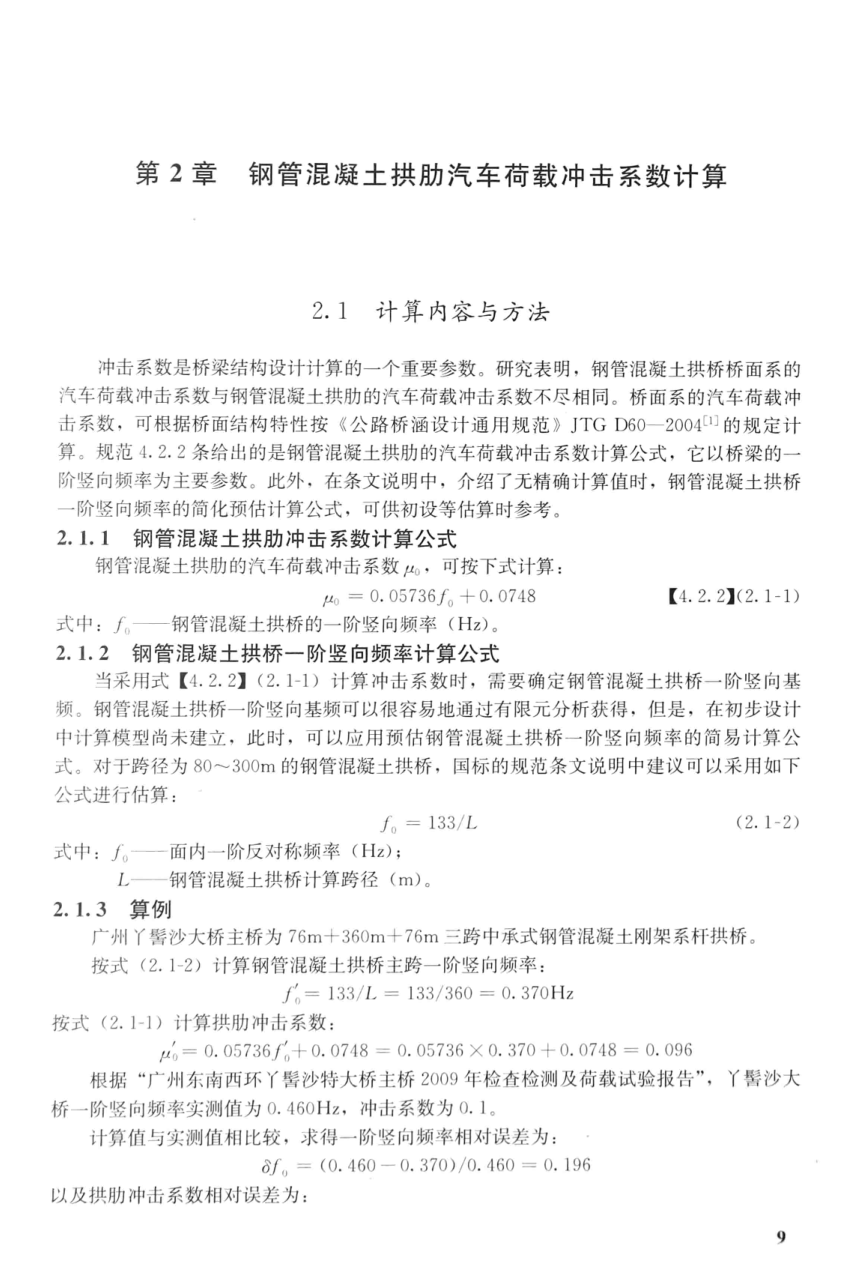 第 2 章　钢管混凝土拱肋汽车荷载冲击系数计算
2.1　计算内容与方法
冲击系数是桥梁结构设计计算的一个重要参数。研究表明，钢管混凝土拱桥桥面系的
汽车荷载冲击系数与钢管混凝土拱肋的汽车荷载冲击系数不尽相同。桥面系的汽车荷载冲
击系数，可根据桥面结构特性按《公路桥涵设计通用规范》JTG D60—2004[1]的规定计
算。规范 4.2.2 条给出的是钢管混凝土拱肋的汽车荷载冲击系数计算公式，它以桥梁的一
阶竖向频率为主要参数。此外，在条文说明中，介绍了无精确计算值时，钢管混凝土拱桥
一阶竖向频率的简化预估计算公式，可供初设等估算时参考。
2.1.1　钢管混凝土拱肋冲击系数计算公式
钢管混凝土拱肋的汽车荷载冲击系数 μ₀，可按下式计算：
μ₀ = 0.05736f₀ + 0.0748　【4.2.2】(2.1-1)
式中：f₀——钢管混凝土拱桥的一阶竖向频率（Hz）。
2.1.2　钢管混凝土拱桥一阶竖向频率计算公式
当采用式【4.2.2】(2.1-1) 计算冲击系数时，需要确定钢管混凝土拱桥一阶竖向基
频。钢管混凝土拱桥一阶竖向基频可以很容易地通过有限元分析获得，但是，在初步设计
中计算模型尚未建立，此时，可以应用预估钢管混凝土拱桥一阶竖向频率的简易计算公
式。对于跨径为 80～300m 的钢管混凝土拱桥，国标的规范条文说明中建议可以采用如下
公式进行估算：
f₀ = 133/L　(2.1-2)
式中：f₀——面内一阶反对称频率（Hz）；
L——钢管混凝土拱桥计算跨径（m）。
2.1.3　算例
广州丫髻沙大桥主桥为 76m＋360m＋76m 三跨中承式钢管混凝土刚架系杆拱桥。
按式（2.1-2）计算钢管混凝土拱桥主跨一阶竖向频率：
f₀′ = 133/L = 133/360 = 0.370Hz
按式（2.1-1）计算拱肋冲击系数：
μ₀′ = 0.05736f₀′ + 0.0748 = 0.05736×0.370＋0.0748 = 0.096
根据“广州东南西环丫髻沙特大桥主桥 2009 年检查检测及荷载试验报告”，丫髻沙大
桥一阶竖向频率实测值为 0.460Hz，冲击系数为 0.1。
计算值与实测值相比较，求得一阶竖向频率相对误差为：
δf₀ = (0.460－0.370)/0.460 = 0.196
以及拱肋冲击系数相对误差为：
9